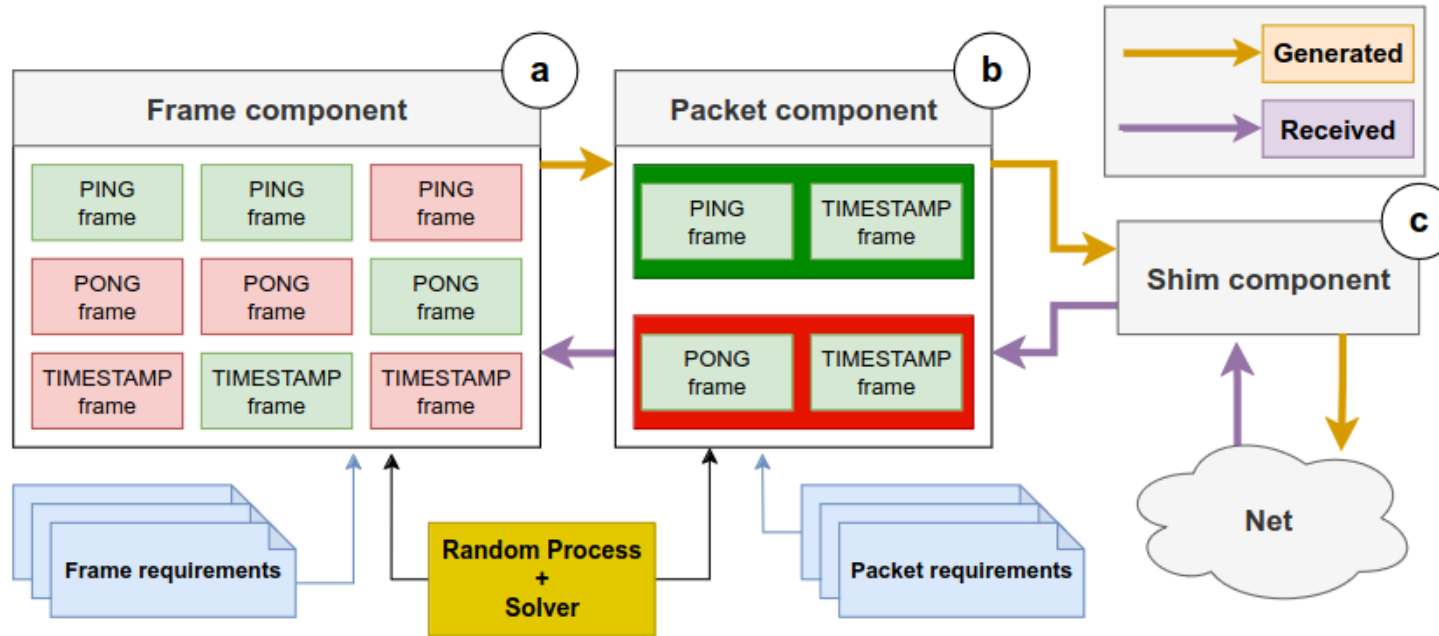 a
b
Generated
Received
Frame component
Packet component
PING
frame
PING
frame
PING
frame
PONG
frame
PONG
frame
PONG
frame
TIMESTAMP
frame
TIMESTAMP
frame
TIMESTAMP
frame
PING
frame
TIMESTAMP
frame
PONG
frame
TIMESTAMP
frame
c
Shim component
Net
Frame requirements
Random Process
+
Solver
Packet requirements